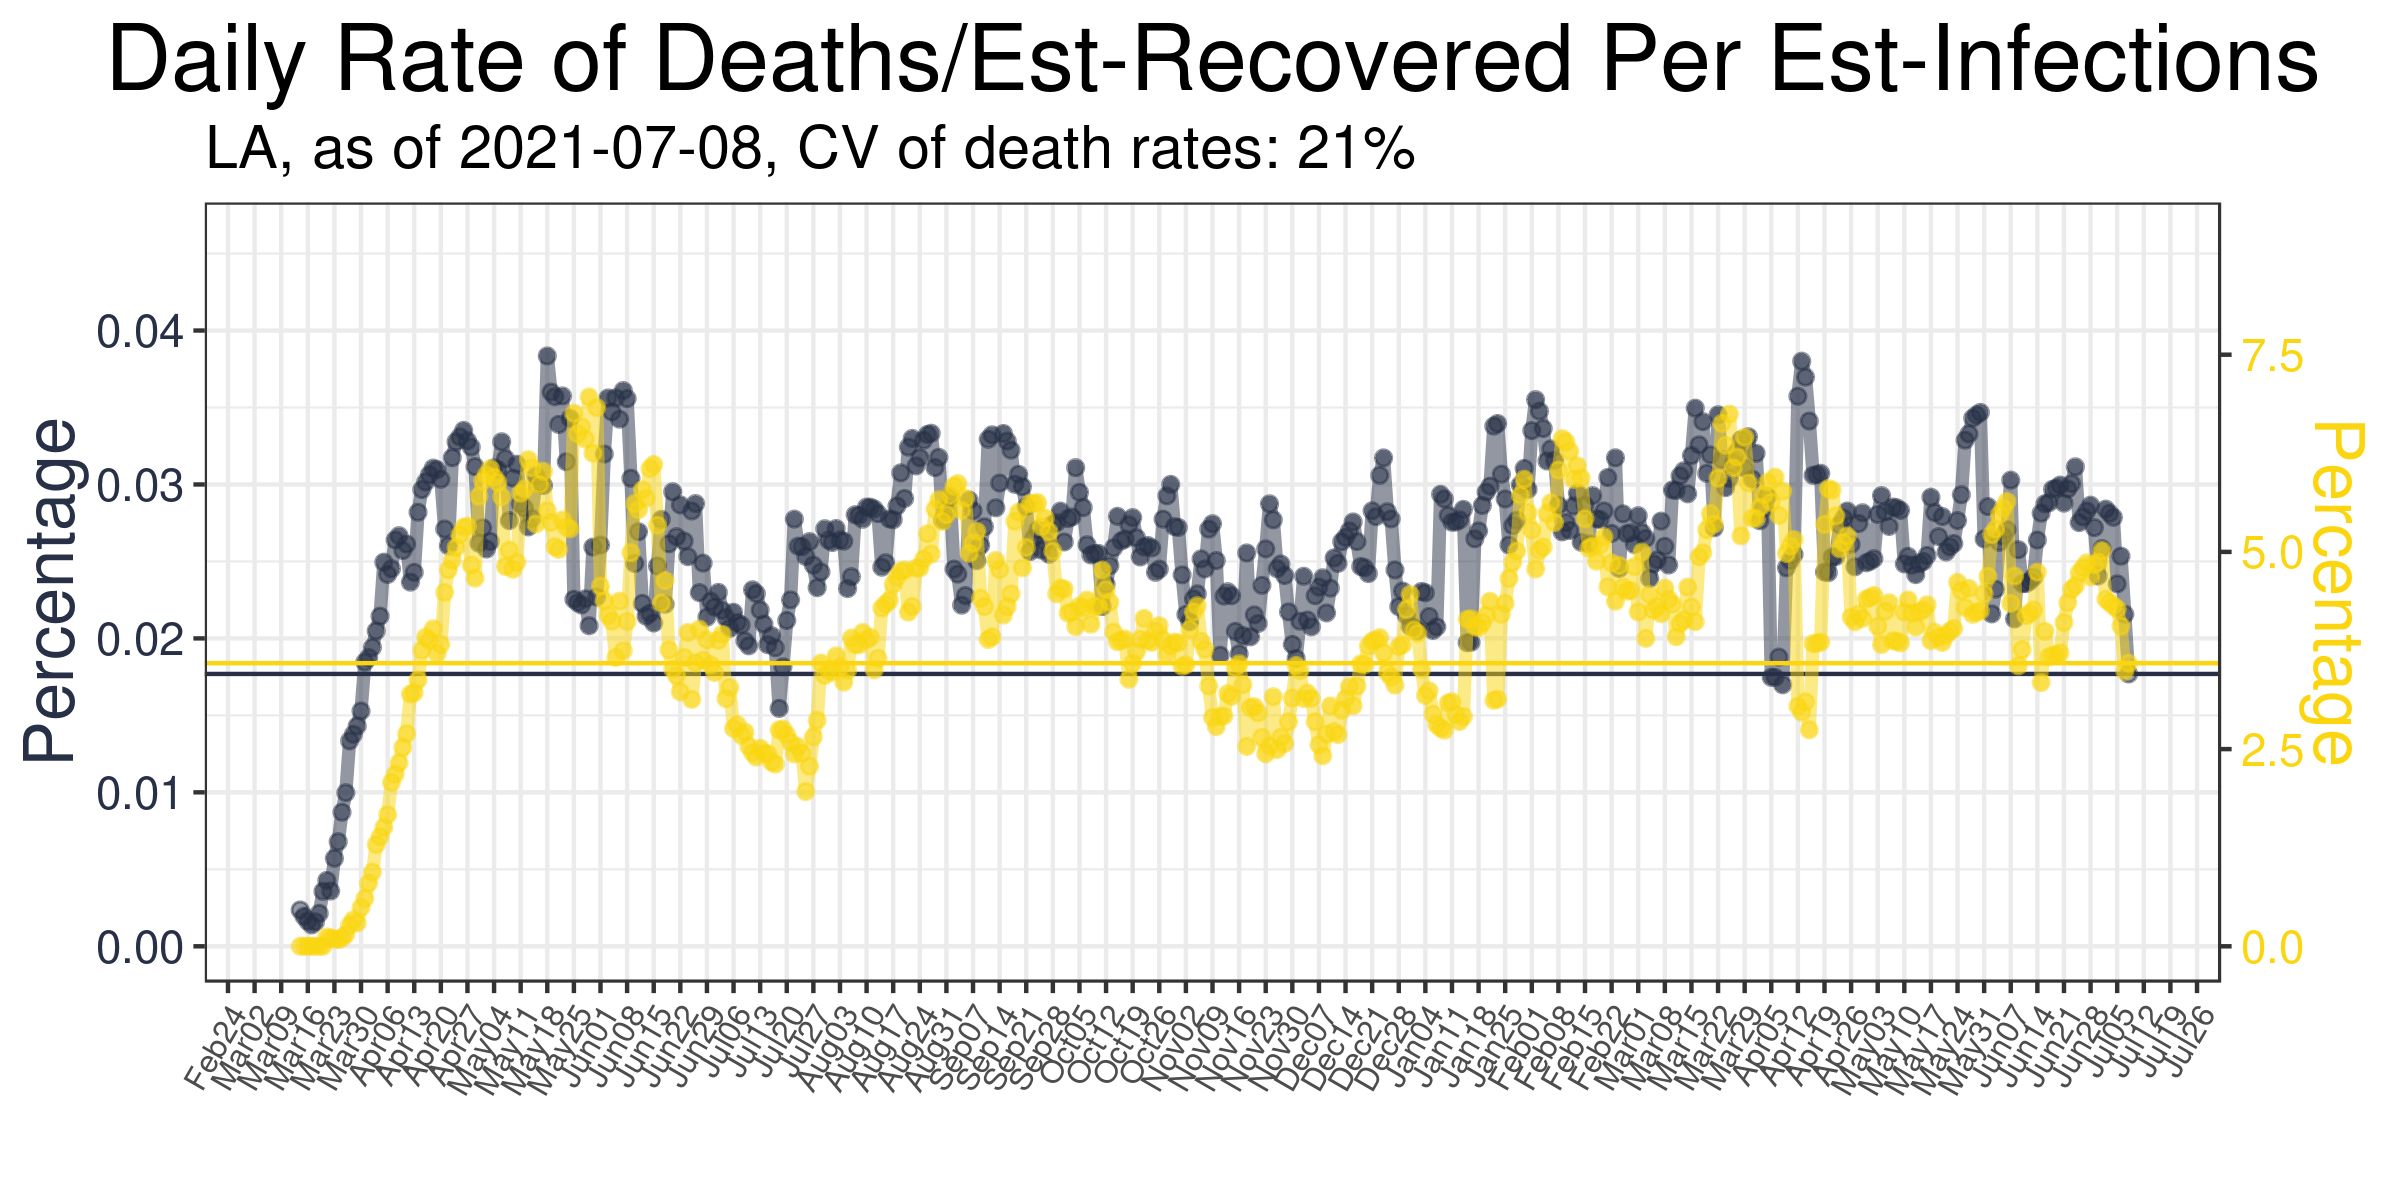 Daily Rate of Deaths/Est-Recovered Per Est-Infections
LA, as of 2021-07-08, CV of death rates: 21%
Percentage
0.04
0.03
0.02
0.01
0.00
7.5
5.0
2.5
0.0
Percentage
Feb24
Mar02
Mar09
Mar16
Mar23
Mar30
Apr06
Apr13
Apr20
Apr27
May04
May11
May18
May25
Jun01
Jun08
Jun15
Jun22
Jun29
Jul06
Jul13
Jul20
Jul27
Aug03
Aug10
Aug17
Aug24
Aug31
Sep07
Sep14
Sep21
Sep28
Oct05
Oct12
Oct19
Oct26
Nov02
Nov09
Nov16
Nov23
Nov30
Dec07
Dec14
Dec21
Dec28
Jan04
Jan11
Jan18
Jan25
Feb01
Feb08
Feb15
Feb22
Mar01
Mar08
Mar15
Mar22
Mar29
Apr05
Apr12
Apr19
Apr26
May03
May10
May17
May24
May31
Jun07
Jun14
Jun21
Jun28
Jul05
Jul12
Jul19
Jul26